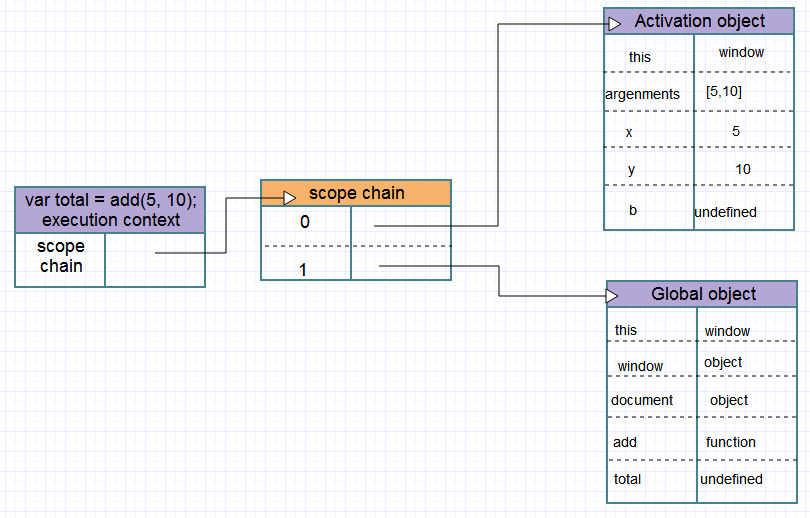 Activation object
this window
argenments [5,10]
x 5
y 10
b undefined
var total = add(5, 10);
execution context
scope
chain
scope chain
0
1
Global object
this window
window object
document object
add function
total undefined